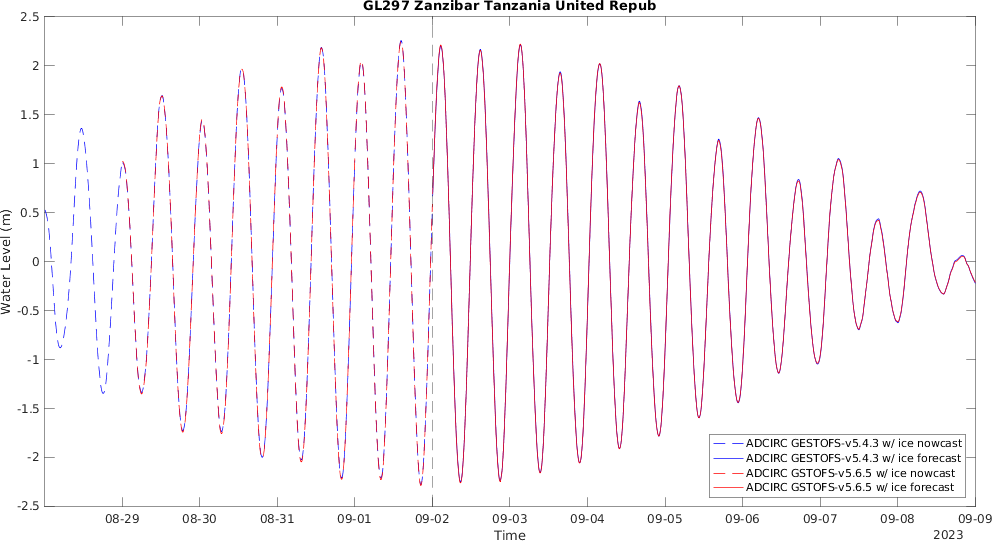 GL297 Zanzibar Tanzania United Repub
2.5
2
1.5
1
0.5
0
-0.5
-1
-1.5
-2
-2.5
Water Level (m)
ADCIRC GESTOFS-v5.4.3 w/ ice nowcast
ADCIRC GESTOFS-v5.4.3 w/ ice forecast
ADCIRC GSTOFS-v5.6.5 w/ ice nowcast
ADCIRC GSTOFS-v5.6.5 w/ ice forecast
08-29 08-30 08-31 09-01 09-02 09-03 09-04 09-05 09-06 09-07 09-08 09-09
Time
2023